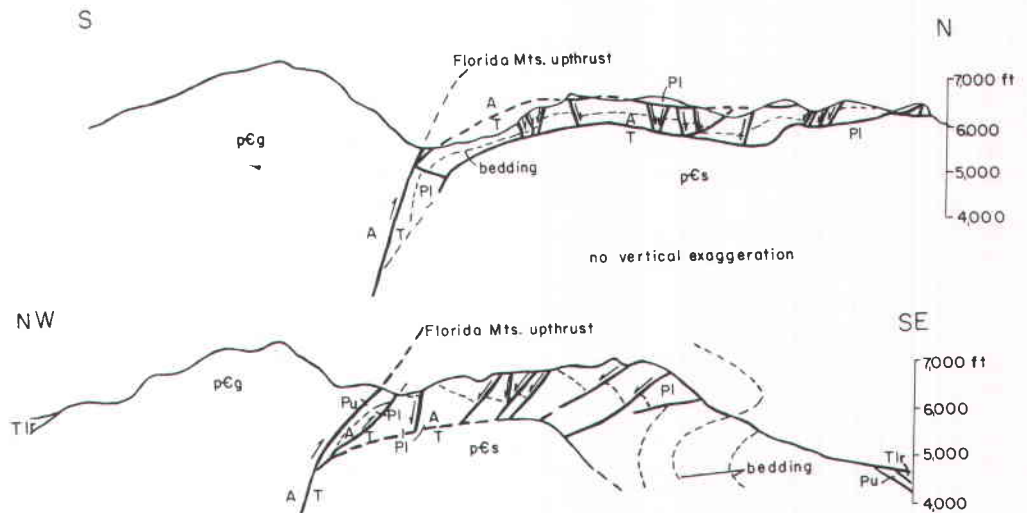 S
N
Florida Mts. upthrust
Pl
7,000 ft
A
T
A
T
6,000
Pl
p€g
bedding
Pl
p€s
5,000
A
T
4,000
no vertical exaggeration
NW
SE
Florida Mts. upthrust
7,000 ft
p€g
Pu
Pl
Pl
Tlr
A
T
A
T
Pl
6,000
p€s
5,000
Tlr
bedding
Pu
A
T
4,000